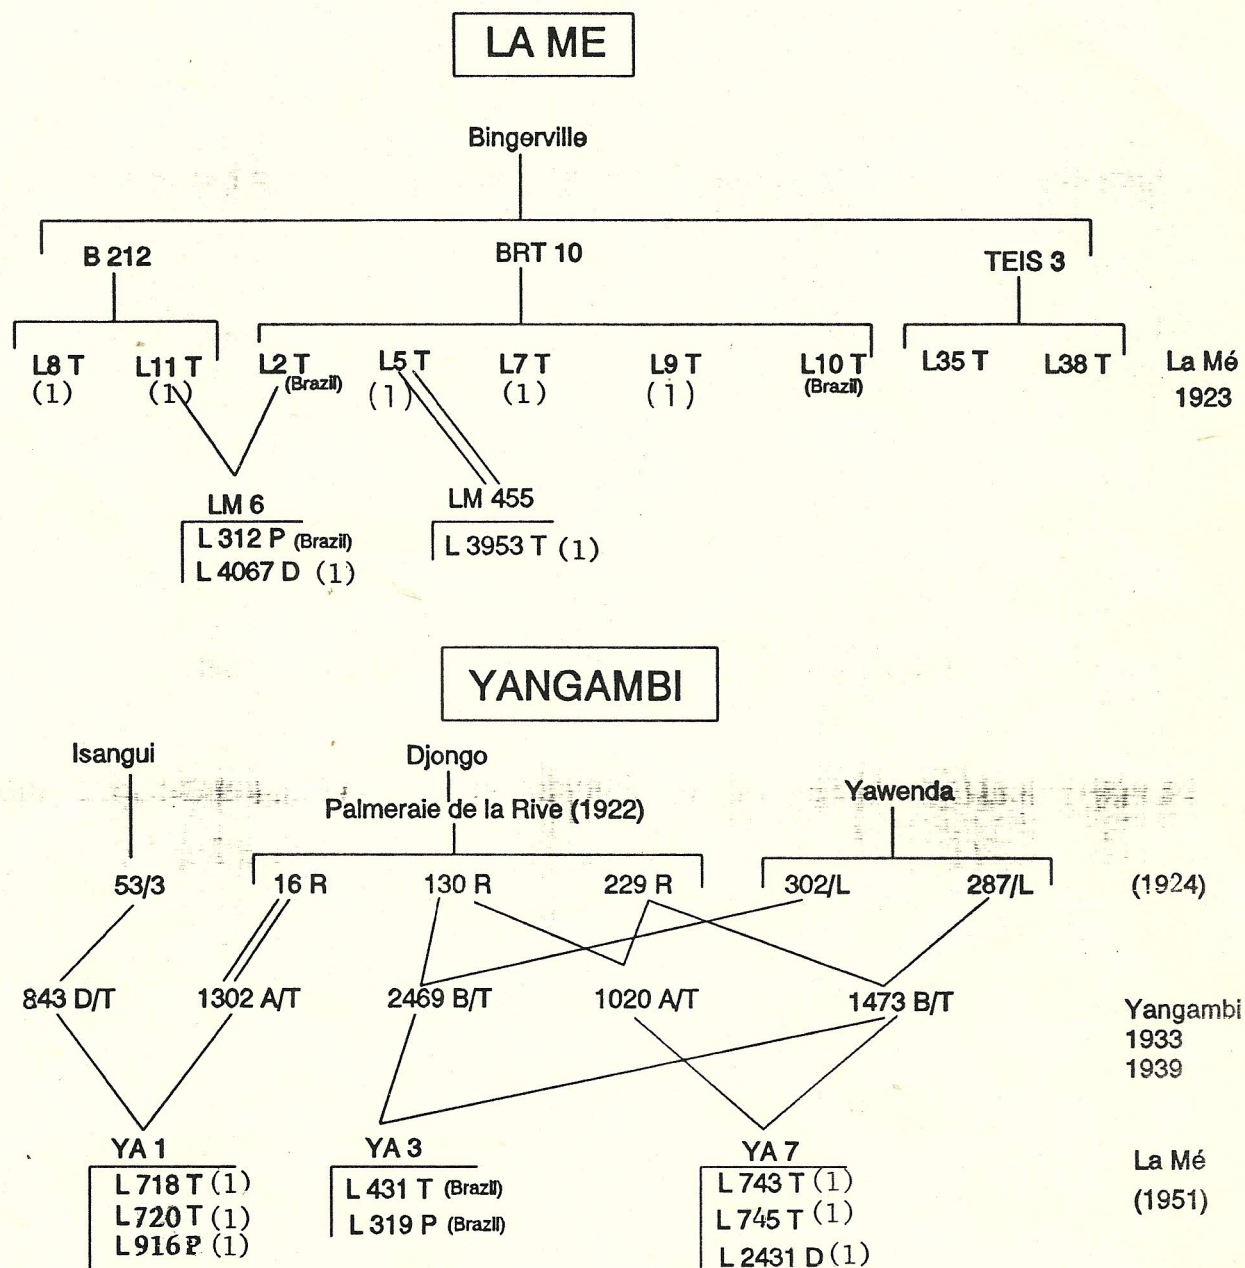 LA ME
Bingerville
B 212 BRT 10 TEIS 3
L8 T L11 T L2 T L5 T L7 T L9 T L10 T L35 T L38 T La Mé
(1) (1) (Brazil) (1) (1) (1) (Brazil) 1923
LM 6 LM 455
L 312 P (Brazil) L 3953 T (1)
L 4067 D (1)
YANGAMBI
Isangui Djongo
Palmeraie de la Rive (1922) Yawenda
53/3 16 R 130 R 229 R 302/L 287/L (1924)
843 D/T 1302 A/T 2469 B/T 1020 A/T 1473 B/T Yangambi
1933
1939
YA 1 YA 3 YA 7 La Mé
L 718 T (1) L 431 T (Brazil) L 743 T (1) (1951)
L 720 T (1) L 319 P (Brazil) L 745 T (1)
L 916 P (1) L 2431 D (1)